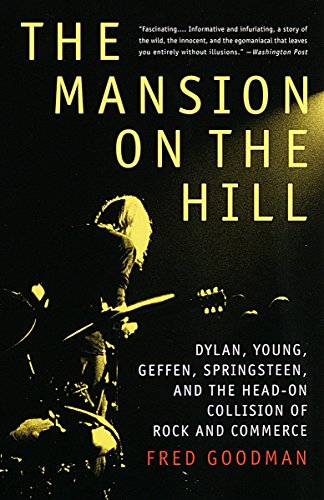 THE
MANSION
ON THE
HILL
"Fascinating.... Informative and infuriating, a story of
the wild, the innocent, and the egomaniacal that leaves
you entirely without illusions." —Washington Post
DYLAN, YOUNG,
GEFFEN, SPRINGSTEEN,
AND THE HEAD-ON
COLLISION OF
ROCK AND COMMERCE
FRED GOODMAN